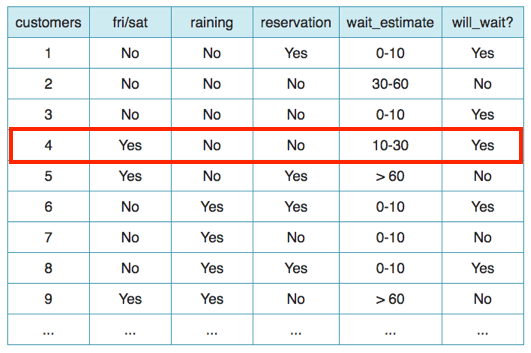 customers fri/sat raining reservation wait_estimate will_wait?
1 No No Yes 0-10 Yes
2 No No No 30-60 No
3 No No No 0-10 Yes
4 Yes No No 10-30 Yes
5 Yes No Yes > 60 No
6 No Yes Yes 0-10 Yes
7 No Yes No 0-10 No
8 No Yes Yes 0-10 Yes
9 Yes Yes No > 60 No
... ... ... ... ... ...